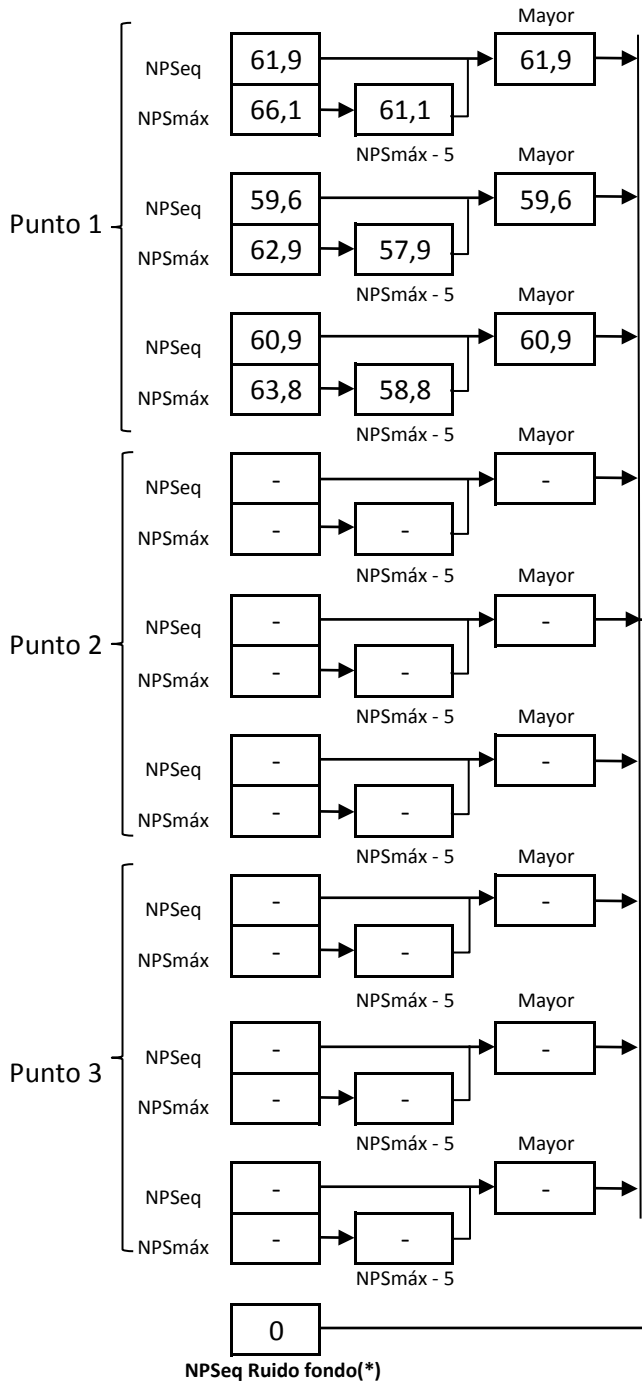 Mayor
NPSeq 61,9 61,9
NPSmáx 66,1 61,1
NPSmáx - 5 Mayor
NPSeq 59,6 59,6
Punto 1
NPSmáx 62,9 57,9
NPSmáx - 5 Mayor
NPSeq 60,9 60,9
NPSmáx 63,8 58,8
NPSmáx - 5 Mayor
NPSeq - -
NPSmáx - -
NPSmáx - 5 Mayor
NPSeq - -
Punto 2
NPSmáx - -
NPSmáx - 5 Mayor
NPSeq - -
NPSmáx - -
NPSmáx - 5 Mayor
NPSeq - -
NPSmáx - -
NPSmáx - 5 Mayor
NPSeq - -
Punto 3
NPSmáx - -
NPSmáx - 5 Mayor
NPSeq - -
NPSmáx - -
NPSmáx - 5
0
NPSeq Ruido fondo(*)